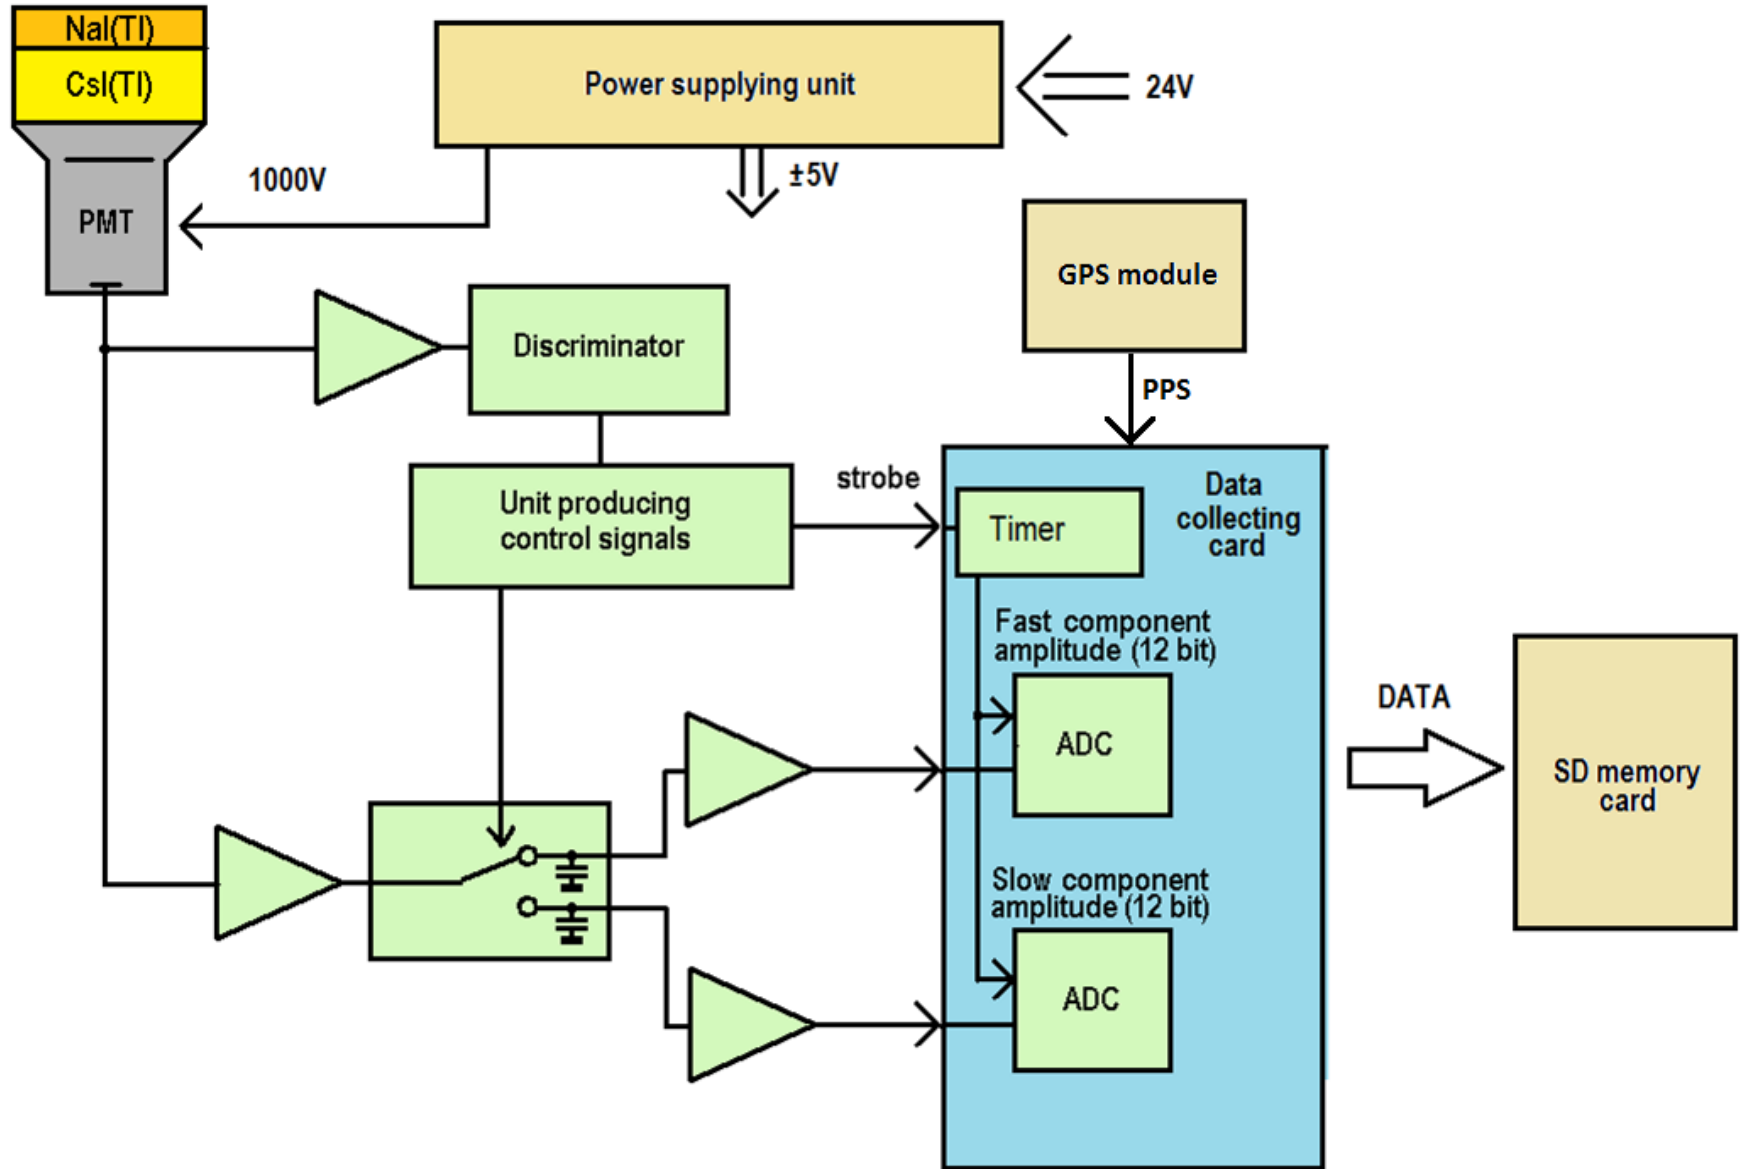 NaI(Tl)
CsI(Tl)
PMT
1000V
Power supplying unit
24V
±5V
GPS module
PPS
Discriminator
Unit producing
control signals
strobe
Timer
Data
collecting
card
Fast component
amplitude (12 bit)
ADC
Slow component
amplitude (12 bit)
ADC
DATA
SD memory
card